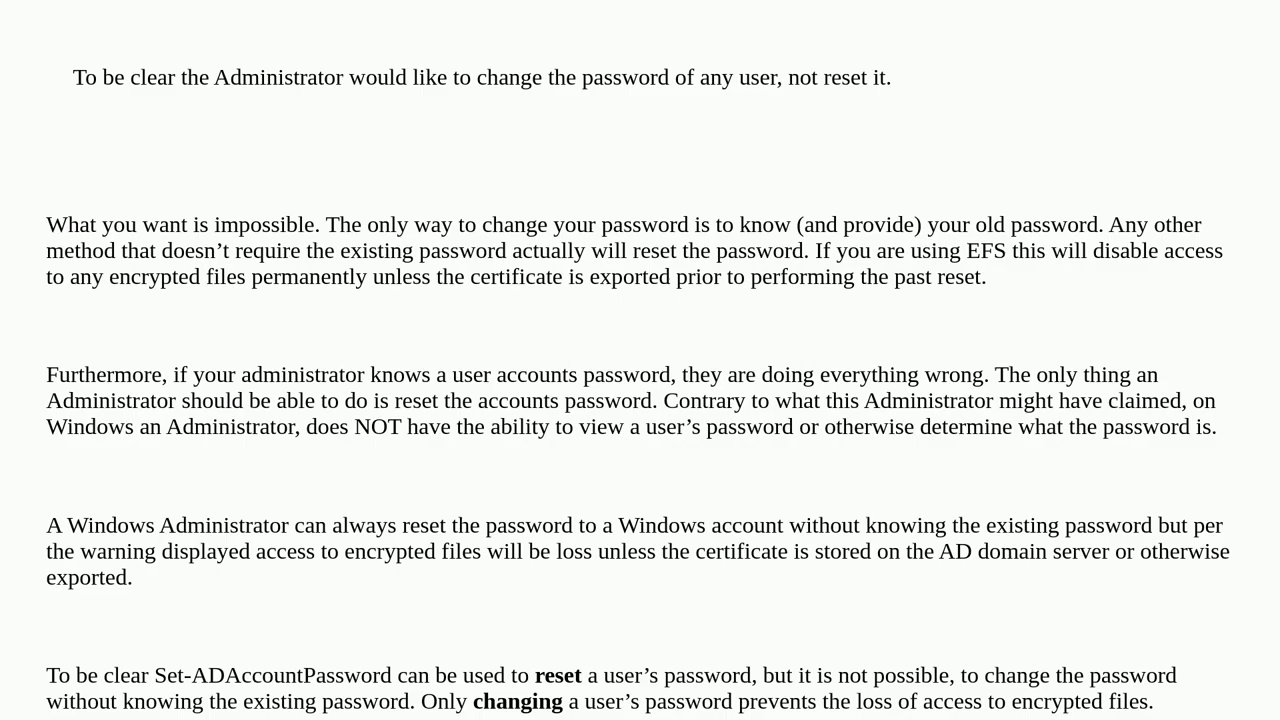 To be clear the Administrator would like to change the password of any user, not reset it.
What you want is impossible. The only way to change your password is to know (and provide) your old password. Any other
method that doesn’t require the existing password actually will reset the password. If you are using EFS this will disable access
to any encrypted files permanently unless the certificate is exported prior to performing the past reset.
Furthermore, if your administrator knows a user accounts password, they are doing everything wrong. The only thing an
Administrator should be able to do is reset the accounts password. Contrary to what this Administrator might have claimed, on
Windows an Administrator, does NOT have the ability to view a user’s password or otherwise determine what the password is.
A Windows Administrator can always reset the password to a Windows account without knowing the existing password but per
the warning displayed access to encrypted files will be loss unless the certificate is stored on the AD domain server or otherwise
exported.
To be clear Set-ADAccountPassword can be used to reset a user’s password, but it is not possible, to change the password
without knowing the existing password. Only changing a user’s password prevents the loss of access to encrypted files.